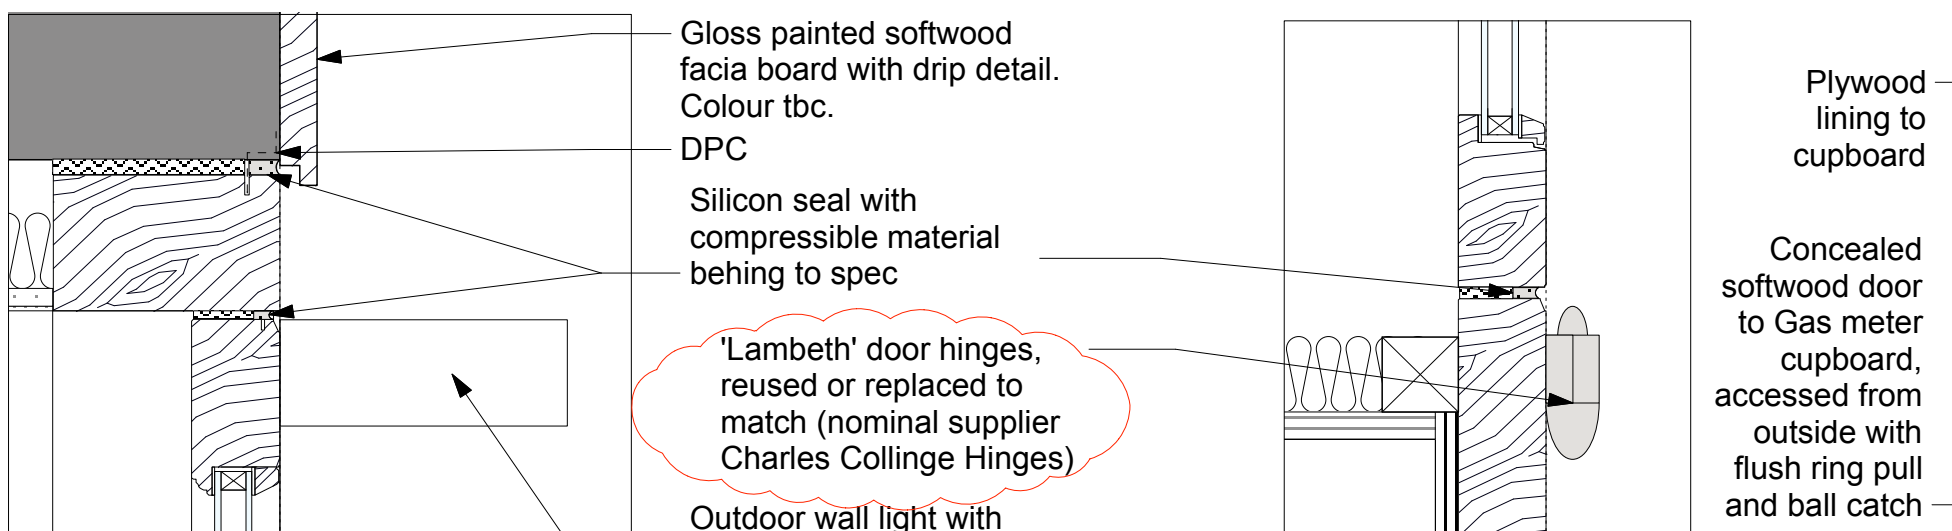 Gloss painted softwood
facia board with drip detail.
Colour tbc.
DPC
Silicon seal with
compressible material
behing to spec
'Lambeth' door hinges,
reused or replaced to
match (nominal supplier
Charles Collinge Hinges)
Outdoor wall light with
Plywood
lining to
cupboard
Concealed
softwood door
to Gas meter
cupboard,
accessed from
outside with
flush ring pull
and ball catch